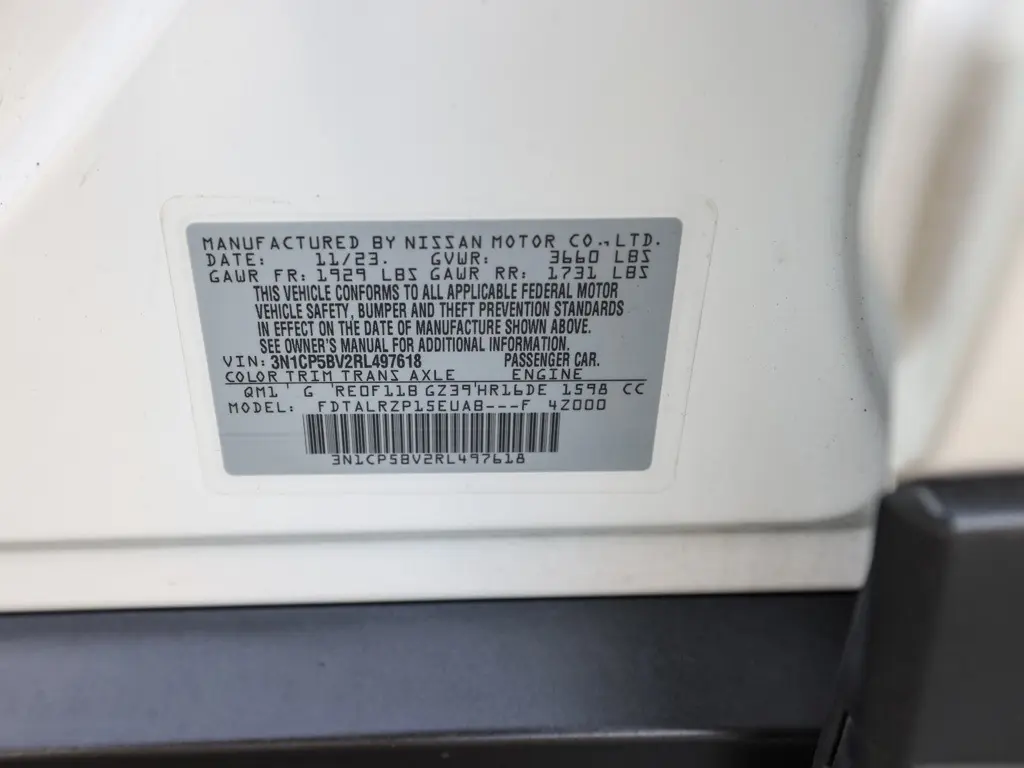 MANUFACTURED BY NISSAN MOTOR CO., LTD.
DATE: 11/23. GVWR: 3660 LBS
GAWR FR: 1929 LBS GAWR RR: 1731 LBS
THIS VEHICLE CONFORMS TO ALL APPLICABLE FEDERAL MOTOR
VEHICLE SAFETY, BUMPER AND THEFT PREVENTION STANDARDS
IN EFFECT ON THE DATE OF MANUFACTURE SHOWN ABOVE.
SEE OWNER'S MANUAL FOR ADDITIONAL INFORMATION.
VIN: 3N1CP5BV2RL497618 PASSENGER CAR.
COLOR TRIM TRANS AXLE ENGINE
QM1 ' G 'RE0F11B GZ39'HR16DE 1598 CC
MODEL: FDTALRZP15EUAB---F 4Z000
3N1CP5BV2RL497618